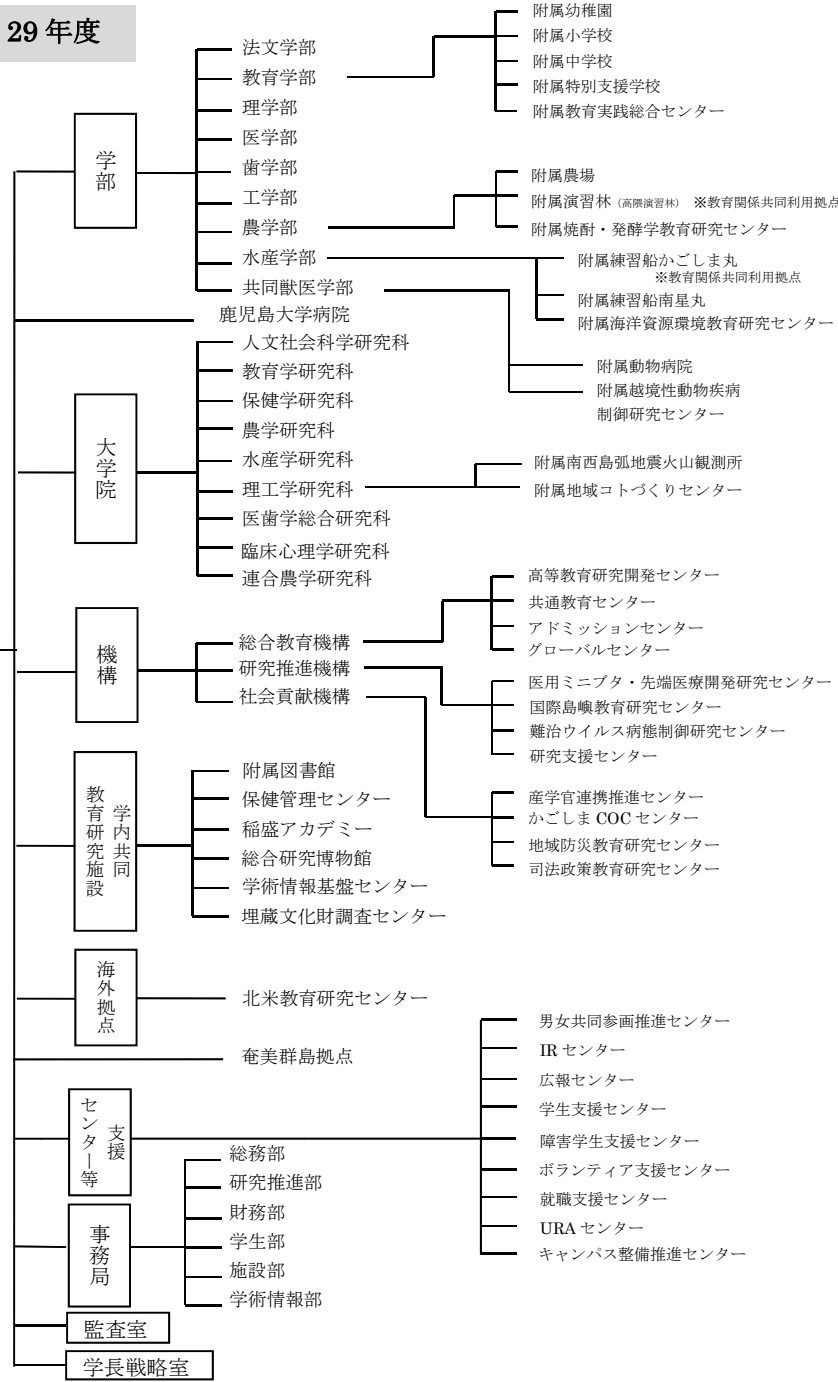 29 年度
学部
法文学部
教育学部
附属幼稚園
附属小学校
附属中学校
附属特別支援学校
附属教育実践総合センター
理学部
医学部
歯学部
工学部
農学部
附属農場
附属演習林（高隈演習林） ※教育関係共同利用拠点
附属焼酎・発酵学教育研究センター
水産学部
附属練習船かごしま丸
※教育関係共同利用拠点
附属練習船南星丸
附属海洋資源環境教育研究センター
共同獣医学部
附属動物病院
附属越境性動物疾病
制御研究センター
鹿児島大学病院
大学院
人文社会科学研究科
教育学研究科
保健学研究科
農学研究科
水産学研究科
理工学研究科
附属南西島弧地震火山観測所
附属地域コトづくりセンター
医歯学総合研究科
臨床心理学研究科
連合農学研究科
機構
総合教育機構
高等教育研究開発センター
共通教育センター
アドミッションセンター
グローバルセンター
研究推進機構
医用ミニブタ・先端医療開発研究センター
国際島嶼教育研究センター
難治ウイルス病態制御研究センター
研究支援センター
社会貢献機構
産学官連携推進センター
かごしま COC センター
地域防災教育研究センター
司法政策教育研究センター
学内共同
教育研究施設
附属図書館
保健管理センター
稲盛アカデミー
総合研究博物館
学術情報基盤センター
埋蔵文化財調査センター
海外拠点
北米教育研究センター
奄美群島拠点
支援
センター等
男女共同参画推進センター
IR センター
広報センター
学生支援センター
障害学生支援センター
ボランティア支援センター
就職支援センター
URA センター
キャンパス整備推進センター
事務局
総務部
研究推進部
財務部
学生部
施設部
学術情報部
監査室
学長戦略室